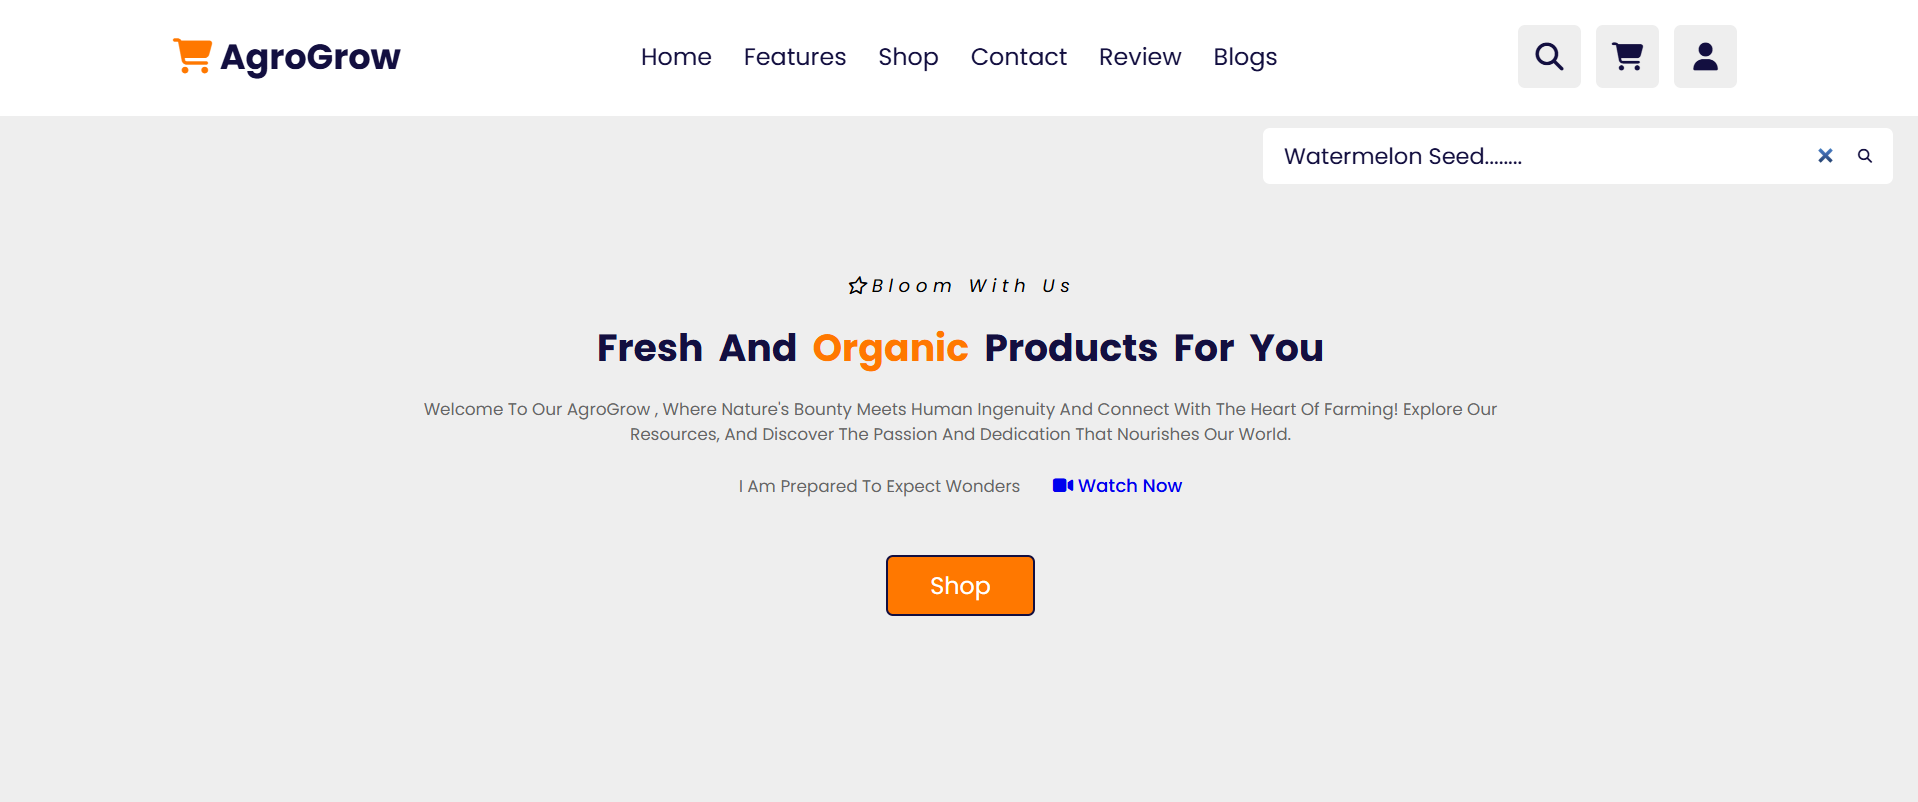 AgroGrow
Home Features Shop Contact Review Blogs
Watermelon Seed........
Bloom With Us
Fresh And Organic Products For You
Welcome To Our AgroGrow , Where Nature's Bounty Meets Human Ingenuity And Connect With The Heart Of Farming! Explore Our
Resources, And Discover The Passion And Dedication That Nourishes Our World.
I Am Prepared To Expect Wonders Watch Now
Shop